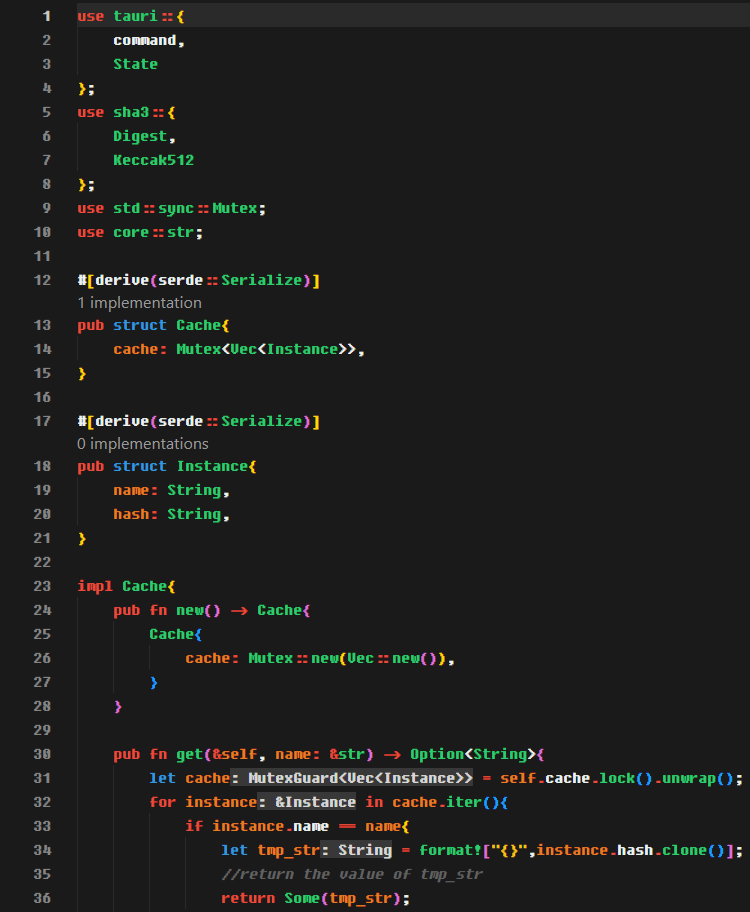 1 use tauri::{
2 command,
3 State
4 };
5 use sha3::{
6 Digest,
7 Keccak512
8 };
9 use std::sync::Mutex;
10 use core::str;
11
12 #[derive(serde::Serialize)]
1 implementation
13 pub struct Cache{
14 cache: Mutex<Vec<Instance>>,
15 }
16
17 #[derive(serde::Serialize)]
0 implementations
18 pub struct Instance{
19 name: String,
20 hash: String,
21 }
22
23 impl Cache{
24 pub fn new() -> Cache{
25 Cache{
26 cache: Mutex::new(Vec::new()),
27 }
28 }
29
30 pub fn get(&self, name: &str) -> Option<String>{
31 let cache: MutexGuard<Vec<Instance>> = self.cache.lock().unwrap();
32 for instance: &Instance in cache.iter(){
33 if instance.name == name{
34 let tmp_str: String = format!["{}",instance.hash.clone()];
35 //return the value of tmp_str
36 return Some(tmp_str);